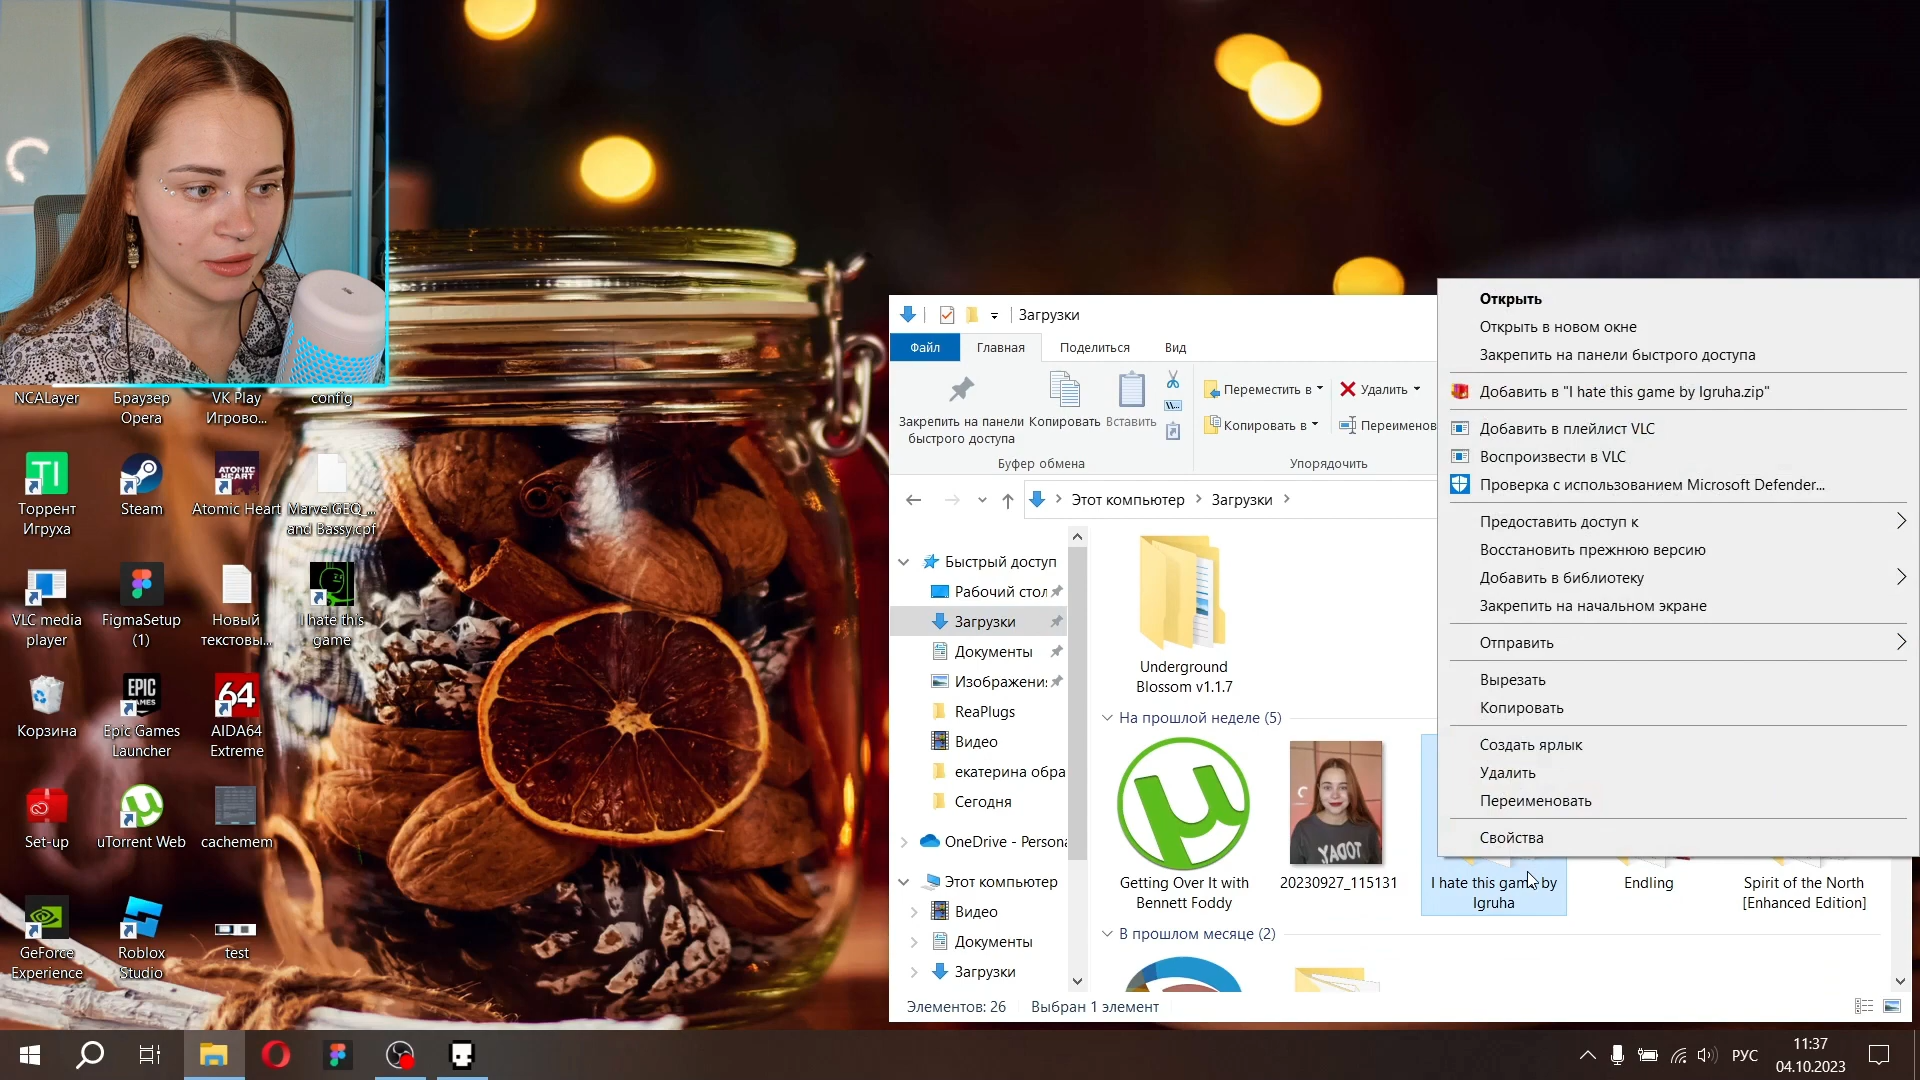 NCALayer
Браузер
Opera
VK Play
Игрово...
config
TI
Торрент
Игруха
Steam
ATOMIC
HEART
Atomic Heart
MarvelGEQ_...
and Bassy.cpf
VLC media
player
FigmaSetup
(1)
Новый
текстовы...
I hate this
game
Корзина
EPIC
GAMES
Epic Games
Launcher
64
AIDA64
Extreme
Set-up
uTorrent Web
cachemem
GeForce
Experience
Roblox
Studio
test
Загрузки
Файл
Главная
Поделиться
Вид
Закрепить на панели
быстрого доступа
Копировать
Вставить
Переместить в
Копировать в
Удалить
Переименов
Буфер обмена
Упорядочить
Этот компьютер
Загрузки
Быстрый доступ
Рабочий стол
Загрузки
Документы
Изображени
ReaPlugs
Видео
екатерина обра
Сегодня
OneDrive - Persona
Этот компьютер
Видео
Документы
Загрузки
Underground
Blossom v1.1.7
На прошлой неделе (5)
TODAY
Getting Over It with
Bennett Foddy
20230927_115131
I hate this game by
Igruha
Endling
Spirit of the North
[Enhanced Edition]
В прошлом месяце (2)
Элементов: 26
Выбран 1 элемент
Открыть
Открыть в новом окне
Закрепить на панели быстрого доступа
Добавить в "I hate this game by Igruha.zip"
Добавить в плейлист VLC
Воспроизвести в VLC
Проверка с использованием Microsoft Defender...
Предоставить доступ к
Восстановить прежнюю версию
Добавить в библиотеку
Закрепить на начальном экране
Отправить
Вырезать
Копировать
Создать ярлык
Удалить
Переименовать
Свойства
РУС
11:37
04.10.2023